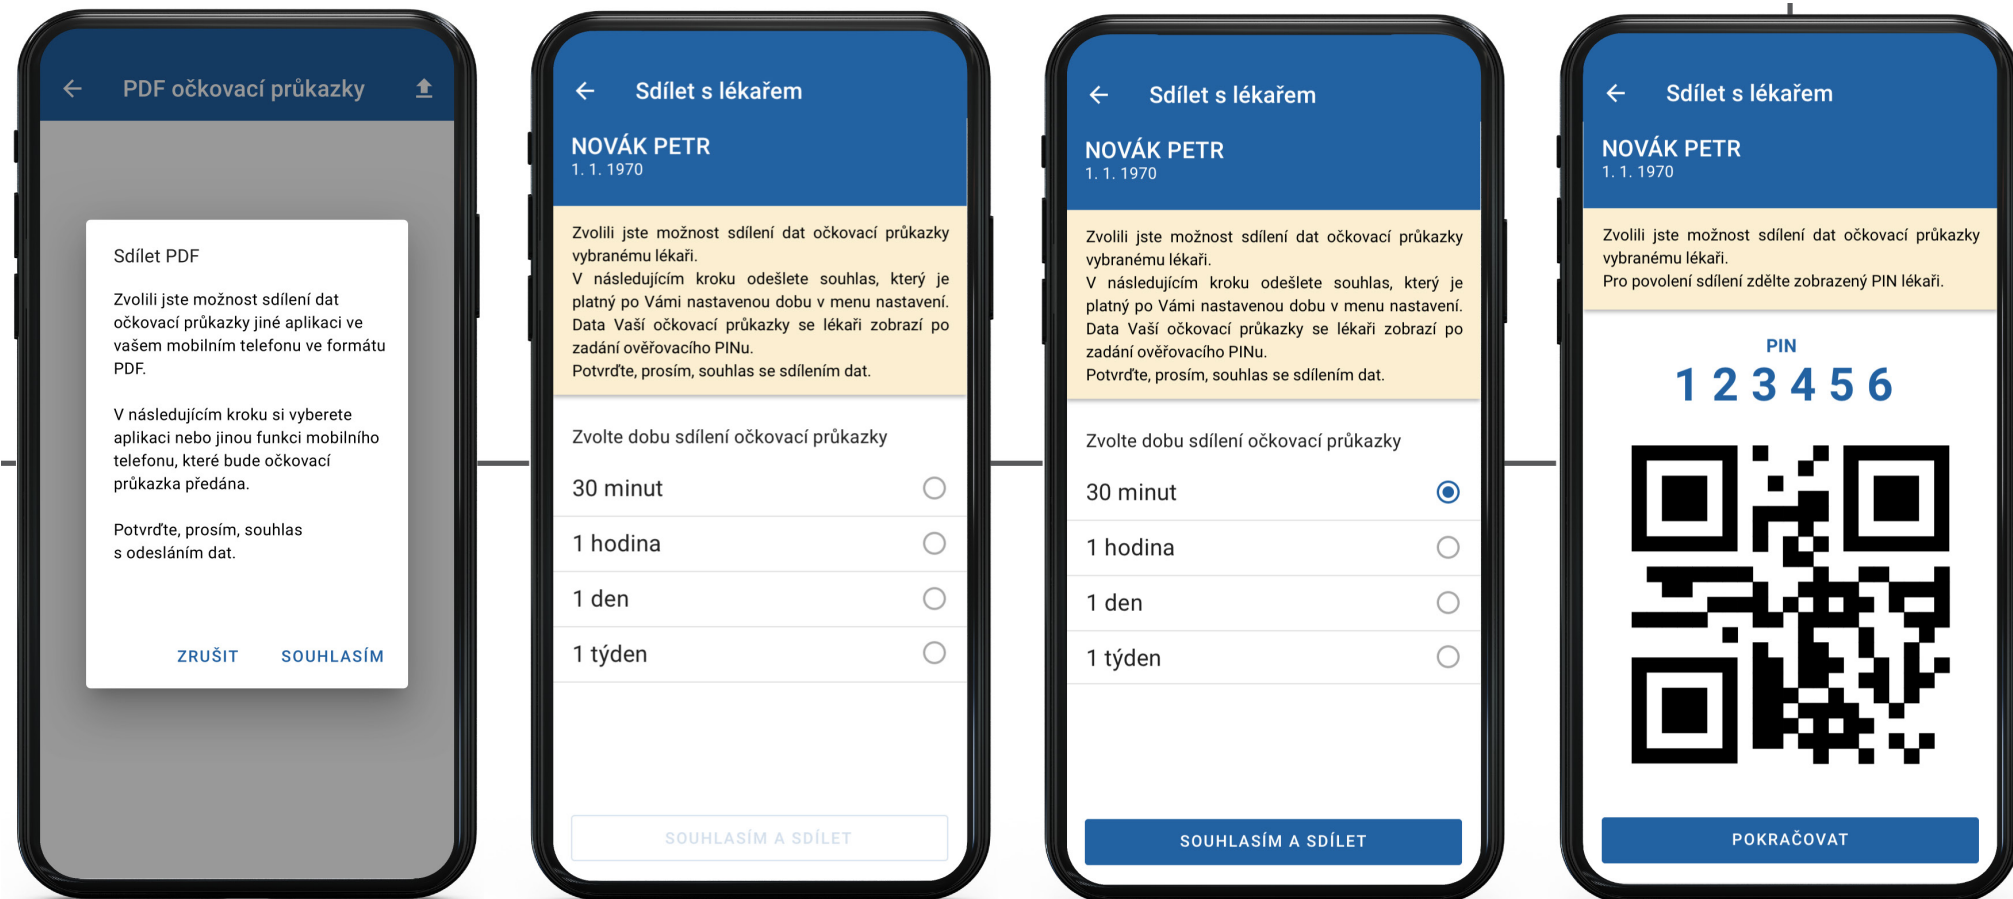 PDF očkovací průkazky
Sdílet PDF
Zvolili jste možnost sdílení dat
očkovací průkazky jiné aplikaci ve
vašem mobilním telefonu ve formátu
PDF.
V následujícím kroku si vyberete
aplikaci nebo jinou funkci mobilního
telefonu, které bude očkovací
průkazka předána.
Potvrďte, prosím, souhlas
s odesláním dat.
ZRUŠIT SOUHLASÍM
Sdílet s lékařem
NOVÁK PETR
1. 1. 1970
Zvolili jste možnost sdílení dat očkovací průkazky
vybranému lékaři.
V následujícím kroku odešlete souhlas, který je
platný po Vámi nastavenou dobu v menu nastavení.
Data Vaší očkovací průkazky se lékaři zobrazí po
zadání ověřovacího PINu.
Potvrďte, prosím, souhlas se sdílením dat.
Zvolte dobu sdílení očkovací průkazky
30 minut
1 hodina
1 den
1 týden
SOUHLASÍM A SDÍLET
Sdílet s lékařem
NOVÁK PETR
1. 1. 1970
Zvolili jste možnost sdílení dat očkovací průkazky
vybranému lékaři.
V následujícím kroku odešlete souhlas, který je
platný po Vámi nastavenou dobu v menu nastavení.
Data Vaší očkovací průkazky se lékaři zobrazí po
zadání ověřovacího PINu.
Potvrďte, prosím, souhlas se sdílením dat.
Zvolte dobu sdílení očkovací průkazky
30 minut
1 hodina
1 den
1 týden
SOUHLASÍM A SDÍLET
Sdílet s lékařem
NOVÁK PETR
1. 1. 1970
Zvolili jste možnost sdílení dat očkovací průkazky
vybranému lékaři.
Pro povolení sdílení zdělte zobrazený PIN lékaři.
PIN
1 2 3 4 5 6
POKRAČOVAT